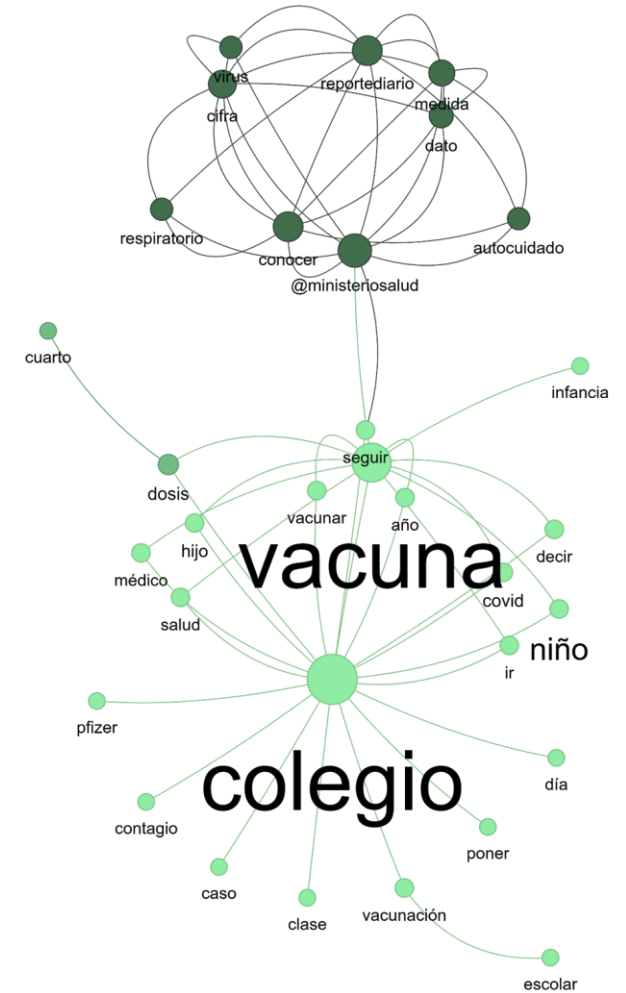 virus
reportediario
medida
cifra
dato
respiratorio
autocuidado
conocer
@ministeriosalud
cuarto
infancia
seguir
dosis
vacunar
año
hijo
decir
vacuna
médico
covid
salud
niño
ir
pfizer
día
colegio
contagio
poner
caso
clase
vacunación
escolar